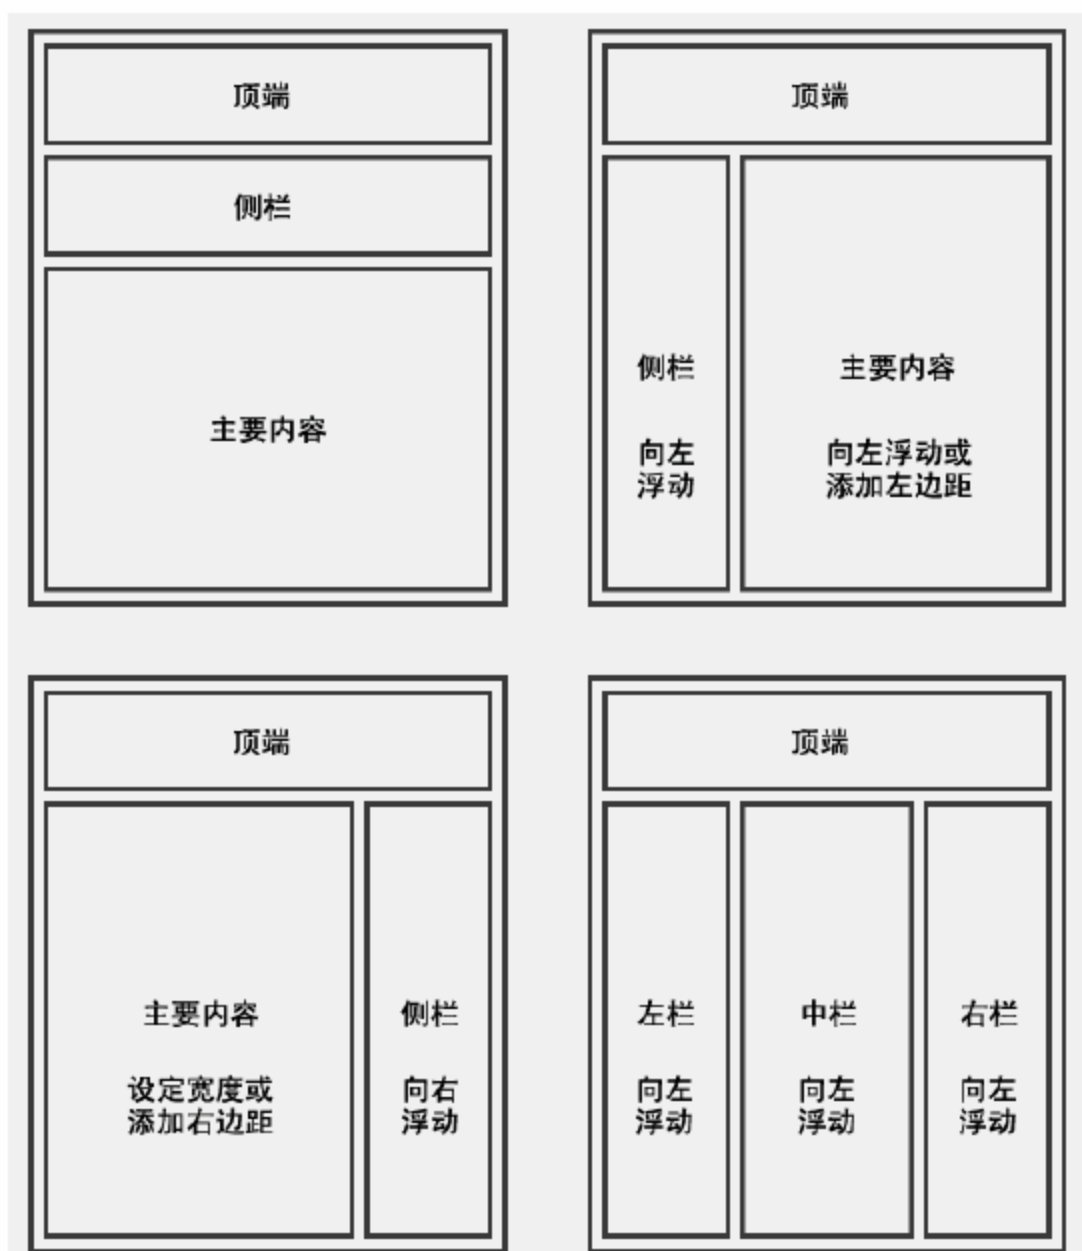 顶端
侧栏
主要内容
顶端
侧栏
向左
浮动
主要内容
向左浮动或
添加左边距
顶端
主要内容
设定宽度或
添加右边距
侧栏
向右
浮动
顶端
左栏
向左
浮动
中栏
向左
浮动
右栏
向左
浮动